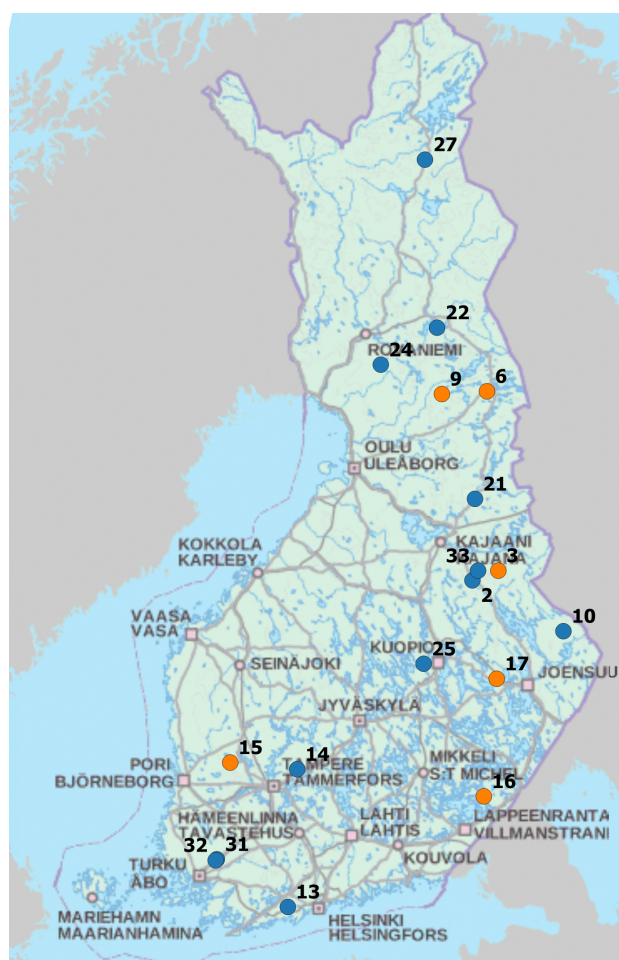 27
22
24
ROVANIEMI
9
6
OULU
ULEÅBORG
21
KAJAANI
KAJANA
KOKKOLA
KARLEBY
33
3
2
VAASA
VASA
10
KUOPIO
25
SEINÄJOKI
17
JOENSUU
JYVÄSKYLÄ
15
14
TAMPERE
TAMMERFORS
PORI
BJÖRNEBORG
MIKKELI
S:T MICHEL
16
HÄMEENLINNA
TAVASTEHUS
LAHTI
LAHTIS
LAPPEENRANTA
VILLMANSTRAN
KOUVOLA
32
31
TURKU
ÅBO
13
MARIEHAMN
MAARIANHAMINA
HELSINKI
HELSINGFORS